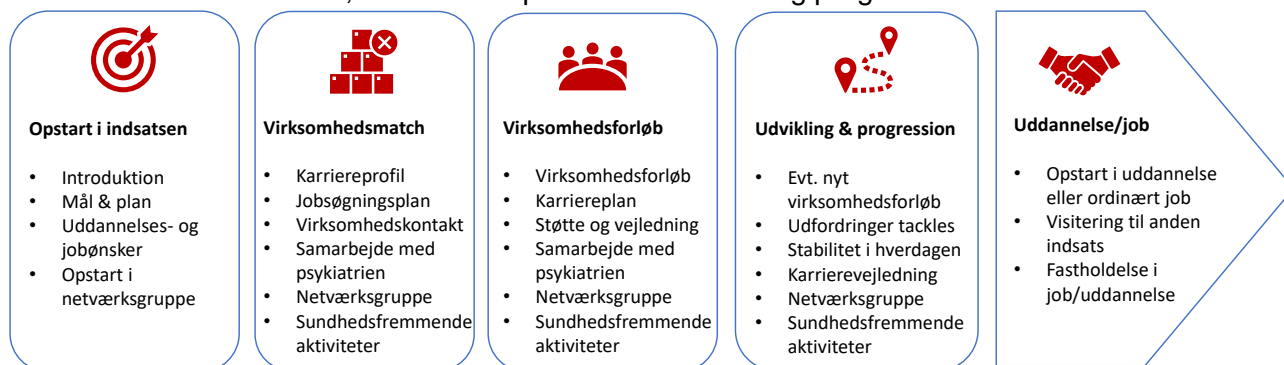 Opstart i indsatsen
• Introduktion
• Mål & plan
• Uddannelses- og
jobønsker
• Opstart i
netværksgruppe
Virksomhedsmatch
• Karriereprofil
• Jobsøgningsplan
• Virksomhedskontakt
• Samarbejde med
psykiatrien
• Netværksgruppe
• Sundhedsfremmende
aktiviteter
Virksomhedsforløb
• Virksomhedsforløb
• Karriereplan
• Støtte og vejledning
• Samarbejde med
psykiatrien
• Netværksgruppe
• Sundhedsfremmende
aktiviteter
Udvikling & progression
• Evt. nyt
virksomhedsforløb
• Udfordringer tackles
• Stabilitet i hverdagen
• Karrierevejledning
• Netværksgruppe
• Sundhedsfremmende
aktiviteter
Uddannelse/job
• Opstart i uddannelse
eller ordinært job
• Visitering til anden
indsats
• Fastholdelse i
job/uddannelse